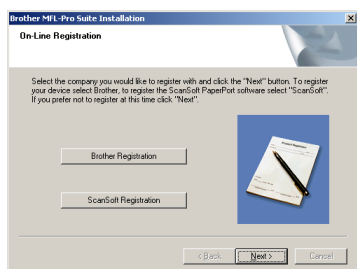 Brother MFL-Pro Suite Installation
On-Line Registration
Select the company you would like to register with and click the "Next" button. To register
your device select Brother, to register the ScanSoft PaperPort software select "ScanSoft".
If you prefer not to register at this time click "Next".
Brother Registration
ScanSoft Registration
< Back
Next >
Cancel